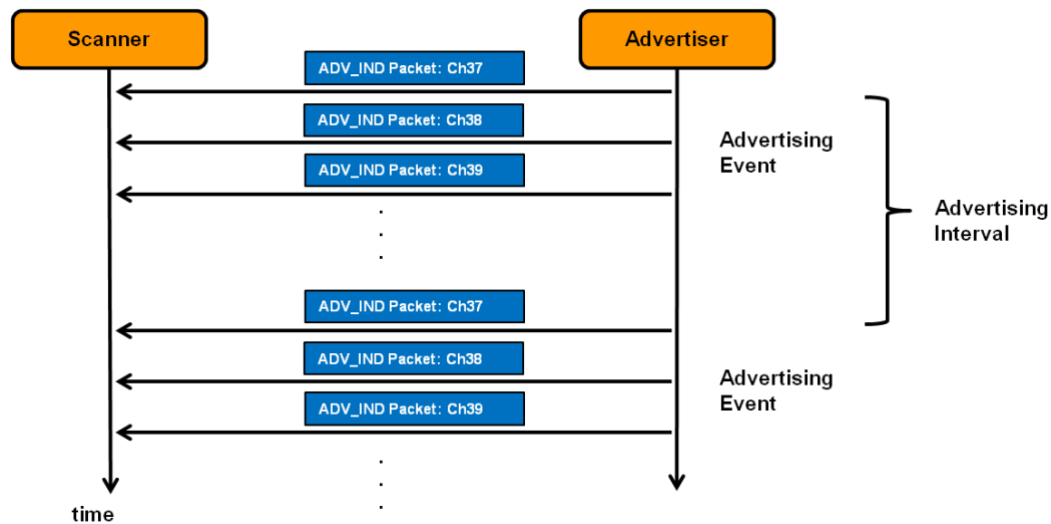 Scanner
Advertiser
ADV_IND Packet: Ch37
ADV_IND Packet: Ch38
ADV_IND Packet: Ch39
Advertising
Event
Advertising
Interval
ADV_IND Packet: Ch37
ADV_IND Packet: Ch38
ADV_IND Packet: Ch39
Advertising
Event
time